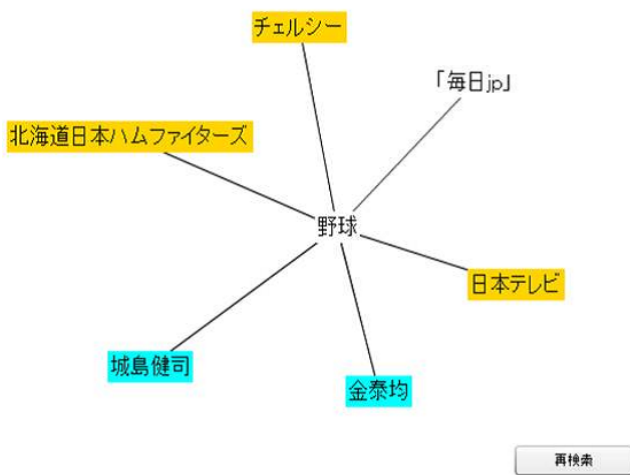 チェルシー
「毎日jp」
北海道日本ハムファイターズ
野球
日本テレビ
城島健司
金泰均
再検索